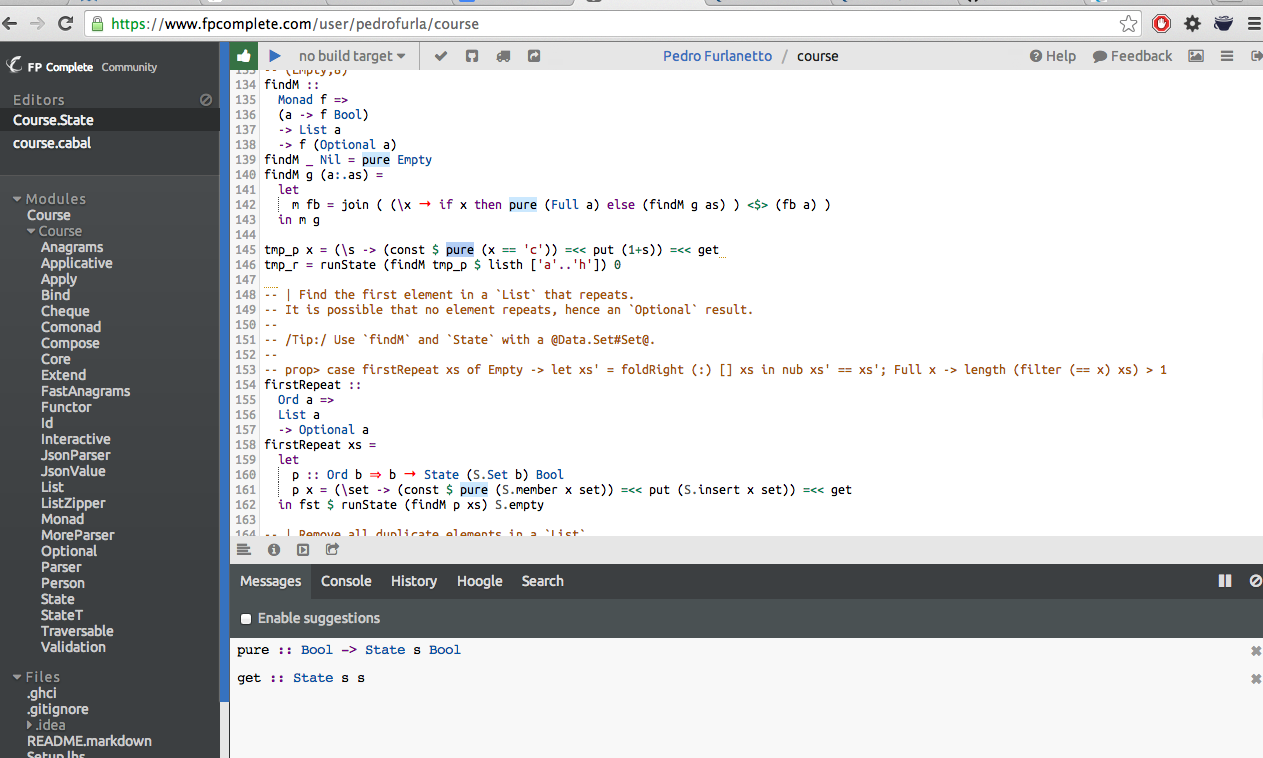 https://www.fpcomplete.com/user/pedrofurla/course
FP Complete Community
no build target
Pedro Furlanetto / course
Help
Feedback
Editors
Course.State
course.cabal
Modules
Course
Course
Anagrams
Applicative
Apply
Bind
Cheque
Comonad
Compose
Core
Extend
FastAnagrams
Functor
Id
Interactive
JsonParser
JsonValue
List
ListZipper
Monad
MoreParser
Optional
Parser
Person
State
StateT
Traversable
Validation
Files
.ghci
.gitignore
.idea
README.markdown
Setup.lhs
133 -- (Empty,8)
134 findM ::
135   Monad f =>
136   (a -> f Bool)
137   -> List a
138   -> f (Optional a)
139 findM _ Nil = pure Empty
140 findM g (a:.as) =
141   let
142     m fb = join ( (\x → if x then pure (Full a) else (findM g as) ) <$> (fb a) )
143   in m g
144
145 tmp_p x = (\s -> (const $ pure (x == 'c')) =<< put (1+s)) =<< get
146 tmp_r = runState (findM tmp_p $ listh ['a'..'h']) 0
147
148 -- | Find the first element in a `List` that repeats.
149 -- It is possible that no element repeats, hence an `Optional` result.
150 --
151 -- /Tip:/ Use `findM` and `State` with a @Data.Set#Set@.
152 --
153 -- prop> case firstRepeat xs of Empty -> let xs' = foldRight (:) [] xs in nub xs' == xs'; Full x -> length (filter (== x) xs) > 1
154 firstRepeat ::
155   Ord a =>
156   List a
157   -> Optional a
158 firstRepeat xs =
159   let
160     p :: Ord b ⇒ b → State (S.Set b) Bool
161     p x = (\set -> (const $ pure (S.member x set)) =<< put (S.insert x set)) =<< get
162   in fst $ runState (findM p xs) S.empty
163
164 -- | Remove all duplicate elements in a `List`
Messages Console History Hoogle Search
Enable suggestions
pure :: Bool -> State s Bool
get :: State s s